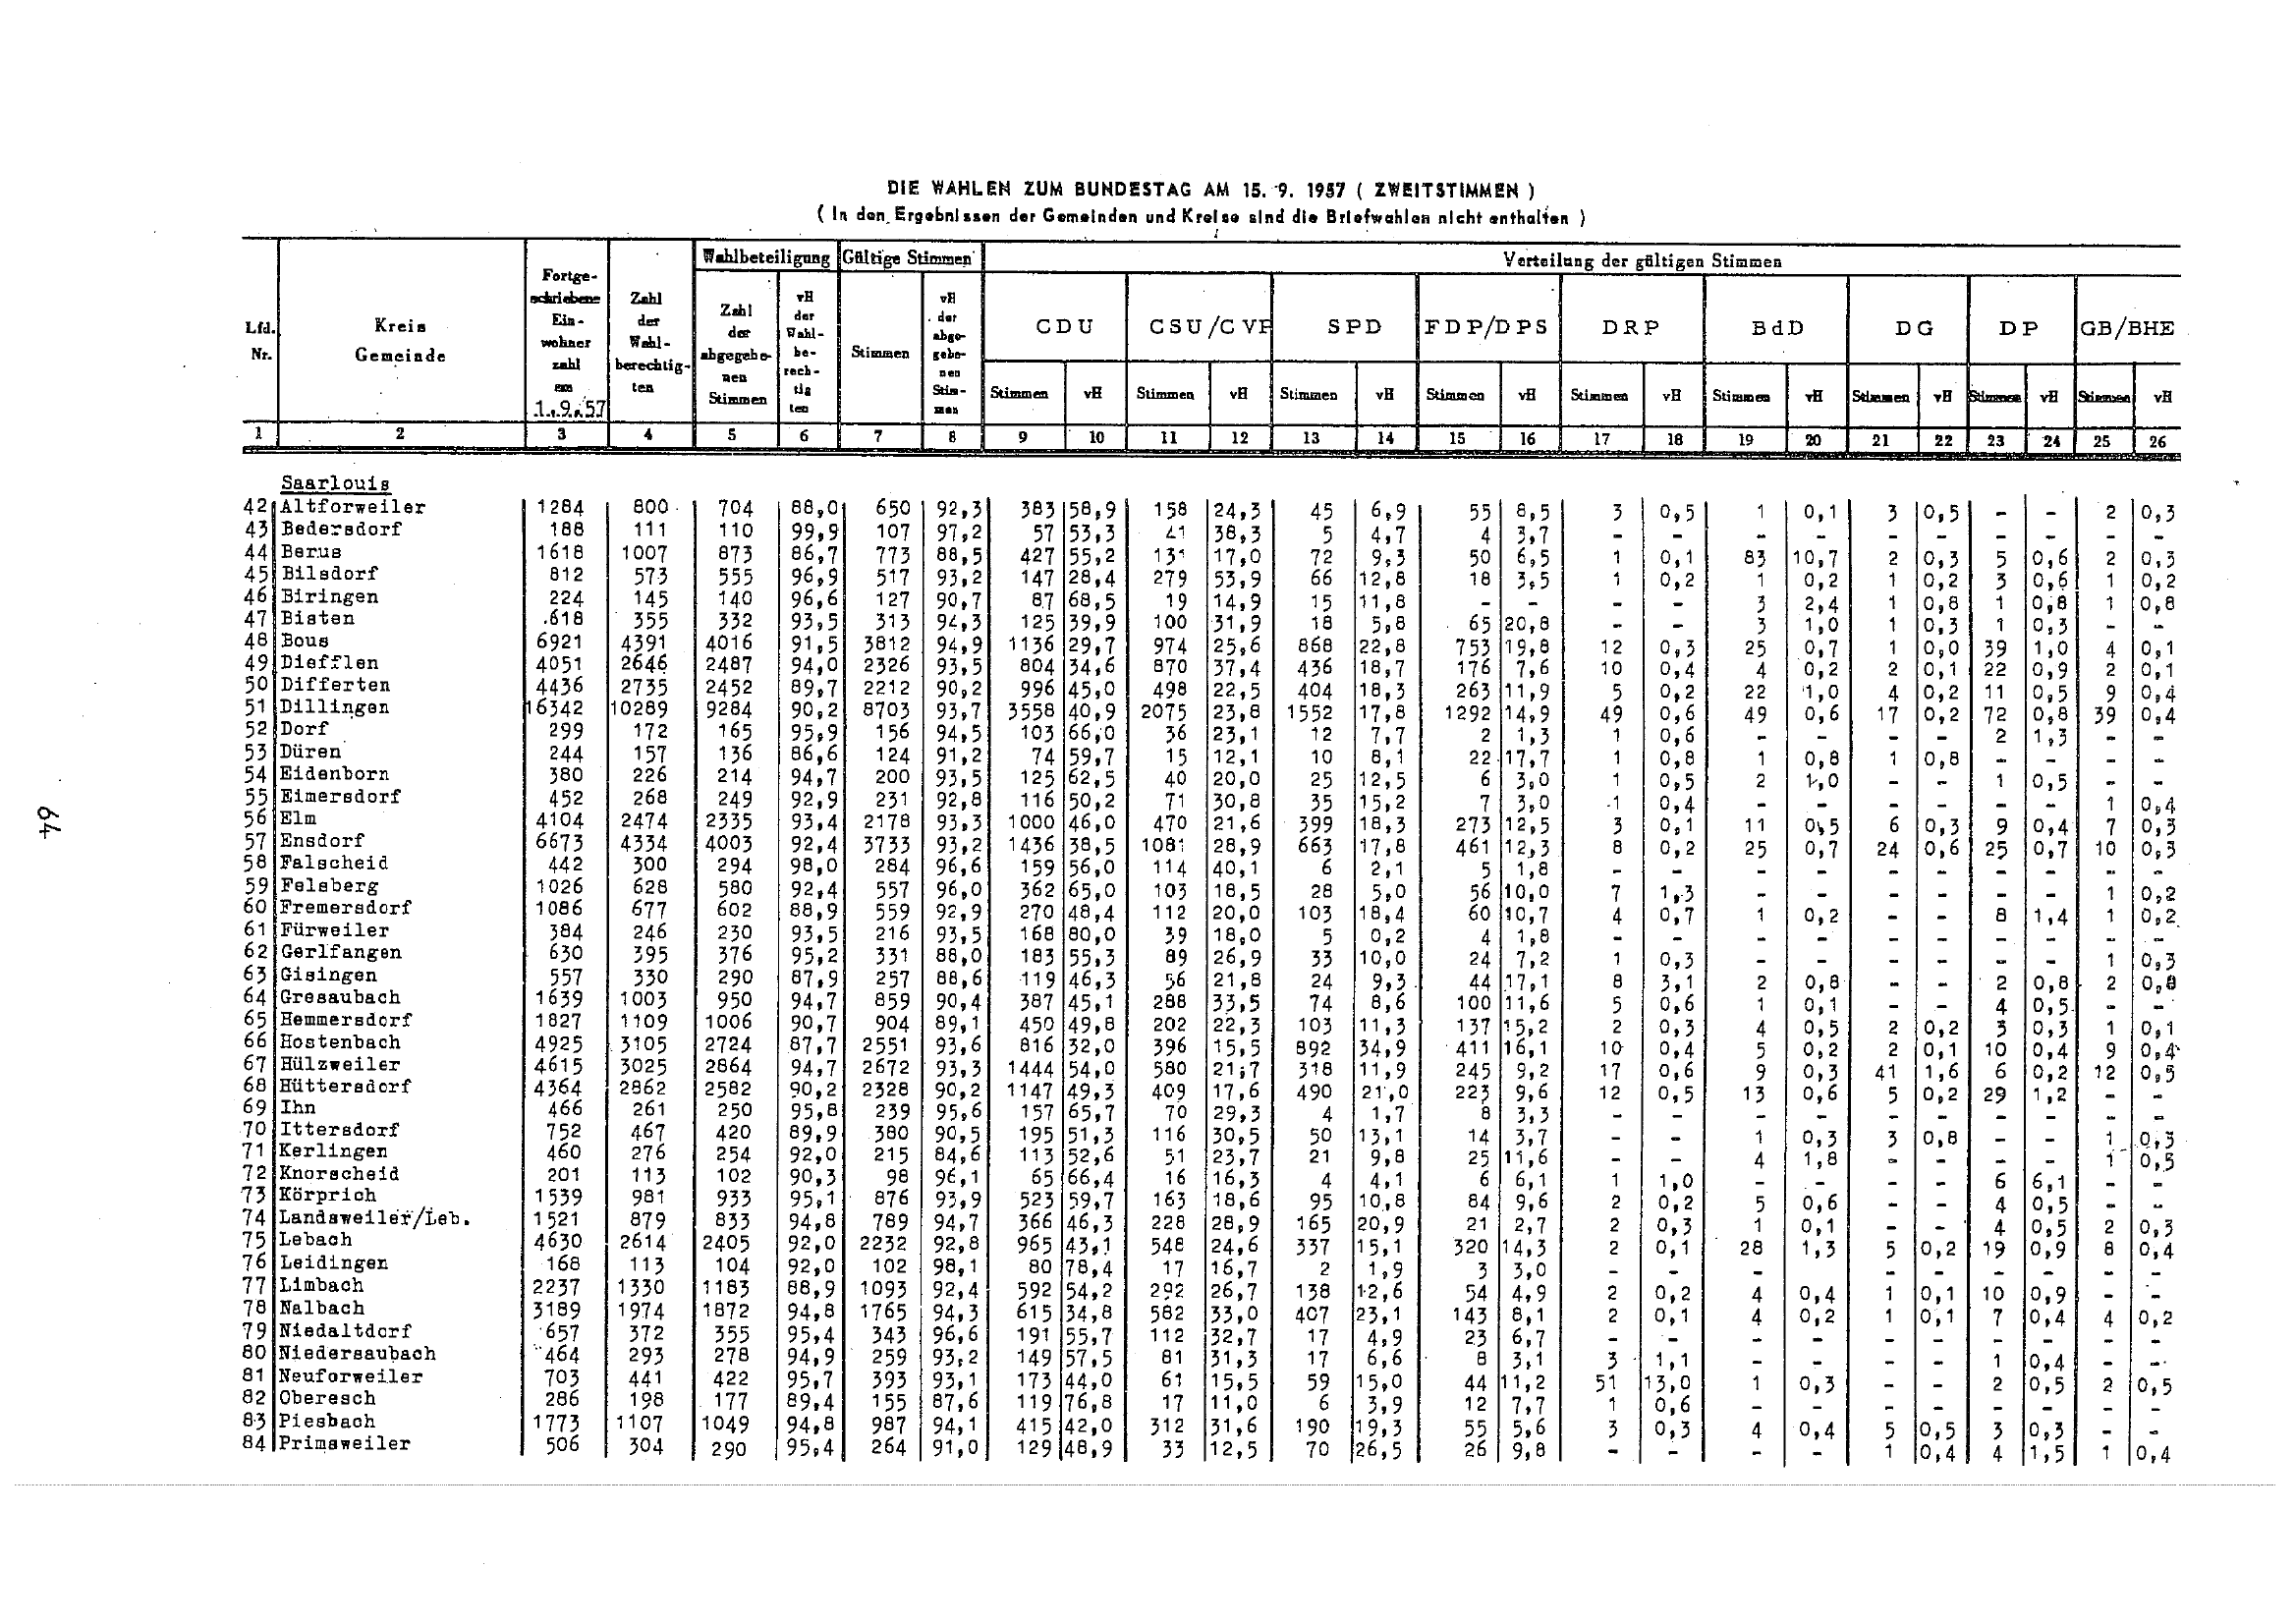 DIE WAHLEN ZUM BUNDESTAG AM 15. 9. 1957 ( ZWEITSTIMMEN )
( In den Ergebnissen der Gemeinden und Kreise sind die Briefwahlen nicht enthalten )
Lfd. Nr. | Kreis Gemeinde | Fortge-schriebene Ein-wohner zahl am 1.9.57 | Zahl der Wahl-berechtig-ten | Wahlbeteiligung | Gültige Stimmen | Verteilung der gültigen Stimmen
Zahl der abgegebe-nen Stimmen | vH der Wahl-be-rech-tig ten | Stimmen | vH der abge-gebe-nen Stim-men | CDU | CSU/CVP | SPD | FDP/DPS | DRP | BdD | DG | DP | GB/BHE
Stimmen vH Stimmen vH Stimmen vH Stimmen vH Stimmen vH Stimmen vH Stimmen vH Stimmen vH Stimmen vH
1 2 3 4 5 6 7 8 9 10 11 12 13 14 15 16 17 18 19 20 21 22 23 24 25 26
Saarlouis
42 Altforweiler 1284 800 704 88,0 650 92,3 383 58,9 158 24,3 45 6,9 55 8,5 3 0,5 1 0,1 3 0,5 - - 2 0,3
43 Bedersdorf 188 111 110 99,9 107 97,2 57 53,3 41 38,3 5 4,7 4 3,7 - - - - - - - - - -
44 Berus 1618 1007 873 86,7 773 88,5 427 55,2 131 17,0 72 9,3 50 6,5 1 0,1 83 10,7 2 0,3 5 0,6 2 0,3
45 Bilsdorf 812 573 555 96,9 517 93,2 147 28,4 279 53,9 66 12,8 18 3,5 1 0,2 1 0,2 1 0,2 3 0,6 1 0,2
46 Biringen 224 145 140 96,6 127 90,7 87 68,5 19 14,9 15 11,8 - - - - 3 2,4 1 0,8 1 0,8 1 0,8
47 Bisten 618 355 332 93,5 313 94,3 125 39,9 100 31,9 18 5,8 65 20,8 - - 3 1,0 1 0,3 1 0,3 - -
48 Bous 6921 4391 4016 91,5 3812 94,9 1136 29,7 974 25,6 868 22,8 753 19,8 12 0,3 25 0,7 1 0,0 39 1,0 4 0,1
49 Diefflen 4051 2646 2487 94,0 2326 93,5 804 34,6 870 37,4 436 18,7 176 7,6 10 0,4 4 0,2 2 0,1 22 0,9 2 0,1
50 Differten 4436 2735 2452 89,7 2212 90,2 996 45,0 498 22,5 404 18,3 263 11,9 5 0,2 22 1,0 4 0,2 11 0,5 9 0,4
51 Dillingen 16342 10289 9284 90,2 8703 93,7 3558 40,9 2075 23,8 1552 17,8 1292 14,9 49 0,6 49 0,6 17 0,2 72 0,8 39 0,4
52 Dorf 299 172 165 95,9 156 94,5 103 66,0 36 23,1 12 7,7 2 1,3 1 0,6 - - - - 2 1,3 - -
53 Düren 244 157 136 86,6 124 91,2 74 59,7 15 12,1 10 8,1 22 17,7 1 0,8 1 0,8 1 0,8 - - - -
54 Eidenborn 380 226 214 94,7 200 93,5 125 62,5 40 20,0 25 12,5 6 3,0 1 0,5 2 1,0 - - 1 0,5 - -
55 Eimersdorf 452 268 249 92,9 231 92,8 116 50,2 71 30,8 35 15,2 7 3,0 1 0,4 - - - - - - 1 0,4
56 Elm 4104 2474 2335 93,4 2178 93,3 1000 46,0 470 21,6 399 18,3 273 12,5 3 0,1 11 0,5 6 0,3 9 0,4 7 0,3
57 Ensdorf 6673 4334 4003 92,4 3733 93,2 1436 38,5 1081 28,9 663 17,8 461 12,3 8 0,2 25 0,7 24 0,6 25 0,7 10 0,3
58 Falscheid 442 300 294 98,0 284 96,6 159 56,0 114 40,1 6 2,1 5 1,8 - - - - - - - - - -
59 Felsberg 1026 628 580 92,4 557 96,0 362 65,0 103 18,5 28 5,0 56 10,0 7 1,3 - - - - - - 1 0,2
60 Fremersdorf 1086 677 602 88,9 559 92,9 270 48,4 112 20,0 103 18,4 60 10,7 4 0,7 1 0,2 - - 8 1,4 1 0,2
61 Fürweiler 384 246 230 93,5 216 93,5 168 80,0 39 18,0 5 0,2 4 1,8 - - - - - - - - - -
62 Gerlfangen 630 395 376 95,2 331 88,0 183 55,3 89 26,9 33 10,0 24 7,2 1 0,3 - - - - - - 1 0,3
63 Gisingen 557 330 290 87,9 257 88,6 119 46,3 56 21,8 24 9,3 44 17,1 8 3,1 2 0,8 - - 2 0,8 2 0,8
64 Gresaubach 1639 1003 950 94,7 859 90,4 387 45,1 288 33,5 74 8,6 100 11,6 5 0,6 1 0,1 - - 4 0,5 - -
65 Hemmersdorf 1827 1109 1006 90,7 904 89,1 450 49,8 202 22,3 103 11,3 137 15,2 2 0,3 4 0,5 2 0,2 3 0,3 1 0,1
66 Hostenbach 4925 3105 2724 87,7 2551 93,6 816 32,0 396 15,5 892 34,9 411 16,1 10 0,4 5 0,2 2 0,1 10 0,4 9 0,4
67 Hülzweiler 4615 3025 2864 94,7 2672 93,3 1444 54,0 580 21,7 318 11,9 245 9,2 17 0,6 9 0,3 41 1,6 6 0,2 12 0,5
68 Hüttersdorf 4364 2862 2582 90,2 2328 90,2 1147 49,3 409 17,6 490 21,0 223 9,6 12 0,5 13 0,6 5 0,2 29 1,2 - -
69 Ihn 466 261 250 95,8 239 95,6 157 65,7 70 29,3 4 1,7 8 3,3 - - - - - - - - - -
70 Ittersdorf 752 467 420 89,9 380 90,5 195 51,3 116 30,5 50 13,1 14 3,7 - - 1 0,3 3 0,8 - - 1 0,3
71 Kerlingen 460 276 254 92,0 215 84,6 113 52,6 51 23,7 21 9,8 25 11,6 - - 4 1,8 - - - - 1 0,5
72 Knorscheid 201 113 102 90,3 98 96,1 65 66,4 16 16,3 4 4,1 6 6,1 1 1,0 - - - - 6 6,1 - -
73 Körprich 1539 981 933 95,1 876 93,9 523 59,7 163 18,6 95 10,8 84 9,6 2 0,2 5 0,6 - - 4 0,5 - -
74 Landsweiler/Leb. 1521 879 833 94,8 789 94,7 366 46,3 228 28,9 165 20,9 21 2,7 2 0,3 1 0,1 - - 4 0,5 2 0,3
75 Lebach 4630 2614 2405 92,0 2232 92,8 965 43,1 548 24,6 337 15,1 320 14,3 2 0,1 28 1,3 5 0,2 19 0,9 8 0,4
76 Leidingen 168 113 104 92,0 102 98,1 80 78,4 17 16,7 2 1,9 3 3,0 - - - - - - - - - -
77 Limbach 2237 1330 1183 88,9 1093 92,4 592 54,2 292 26,7 138 12,6 54 4,9 2 0,2 4 0,4 1 0,1 10 0,9 - -
78 Nalbach 3189 1974 1872 94,8 1765 94,3 615 34,8 582 33,0 407 23,1 143 8,1 2 0,1 4 0,2 1 0,1 7 0,4 4 0,2
79 Niedaltdorf 657 372 355 95,4 343 96,6 191 55,7 112 32,7 17 4,9 23 6,7 - - - - - - - - - -
80 Niedersaubach 464 293 278 94,9 259 93,2 149 57,5 81 31,3 17 6,6 8 3,1 3 1,1 - - - - 1 0,4 - -
81 Neuforweiler 703 441 422 95,7 393 93,1 173 44,0 61 15,5 59 15,0 44 11,2 51 13,0 1 0,3 - - 2 0,5 2 0,5
82 Oberesch 286 198 177 89,4 155 87,6 119 76,8 17 11,0 6 3,9 12 7,7 1 0,6 - - - - - - - -
83 Piesbach 1773 1107 1049 94,8 987 94,1 415 42,0 312 31,6 190 19,3 55 5,6 3 0,3 4 0,4 5 0,5 3 0,3 - -
84 Primsweiler 506 304 290 95,4 264 91,0 129 48,9 33 12,5 70 26,5 26 9,8 - - - - 1 0,4 4 1,5 1 0,4
64